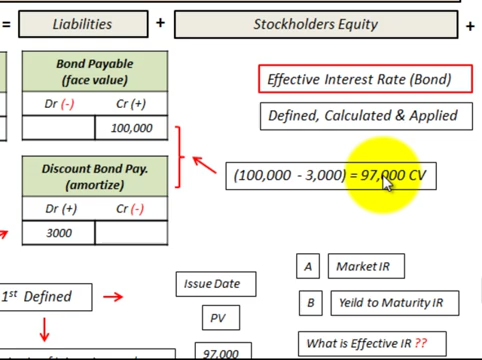 = Liabilities + Stockholders Equity +
Bond Payable
(face value)
Dr (-) Cr (+)
100,000
Effective Interest Rate (Bond)
Defined, Calculated & Applied
Discount Bond Pay.
(amortize)
Dr (+) Cr (-)
3000
(100,000 - 3,000) = 97,000 CV
1st Defined
Issue Date
PV
97,000
A Market IR
B Yeild to Maturity IR
What is Effective IR ??